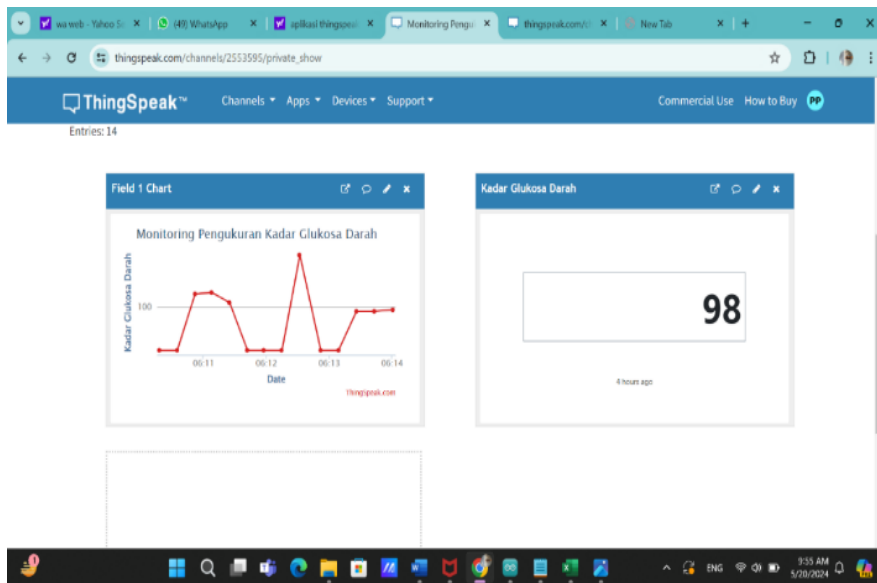 wa web - Yahoo Se
(49) WhatsApp
aplikasi thingspea
Monitoring Pengu
thingspeak.com/c
New Tab
thingspeak.com/channels/2553595/private_show
ThingSpeak™ Channels Apps Devices Support Commercial Use How to Buy PP
Entries: 14
Field 1 Chart
Monitoring Pengukuran Kadar Glukosa Darah
Kadar Glukosa Darah
100
06:11 06:12 06:13 06:14
Date
ThingSpeak.com
Kadar Glukosa Darah
98
4 hours ago
ENG
9:55 AM
5/20/2024